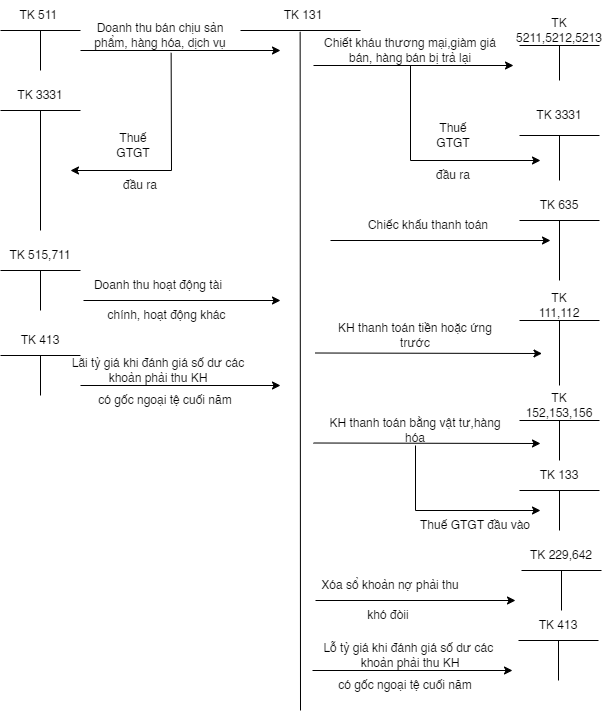 TK 511
Doanh thu bán chịu sản
phẩm, hàng hóa, dịch vụ
TK 3331
Thuế
GTGT
đầu ra
TK 515,711
Doanh thu hoạt động tài
chính, hoạt động khác
TK 413
Lãi tỷ giá khi đánh giá số dư các
khoản phải thu KH
có gốc ngoại tệ cuối năm
TK 131
Chiết kháu thương mại,giàm giá
bán, hàng bán bị trả lại
TK
5211,5212,5213
Thuế
GTGT
đầu ra
TK 3331
Chiếc khấu thanh toán
TK 635
KH thanh toán tiền hoặc ứng
trước
TK
111,112
KH thanh toán bằng vật tư,hàng
hóa
TK
152,153,156
Thuế GTGT đầu vào
TK 133
Xóa sổ khoản nợ phải thu
khó đòii
TK 229,642
Lỗ tỷ giá khi đánh giá số dư các
khoản phải thu KH
có gốc ngoại tệ cuối năm
TK 413